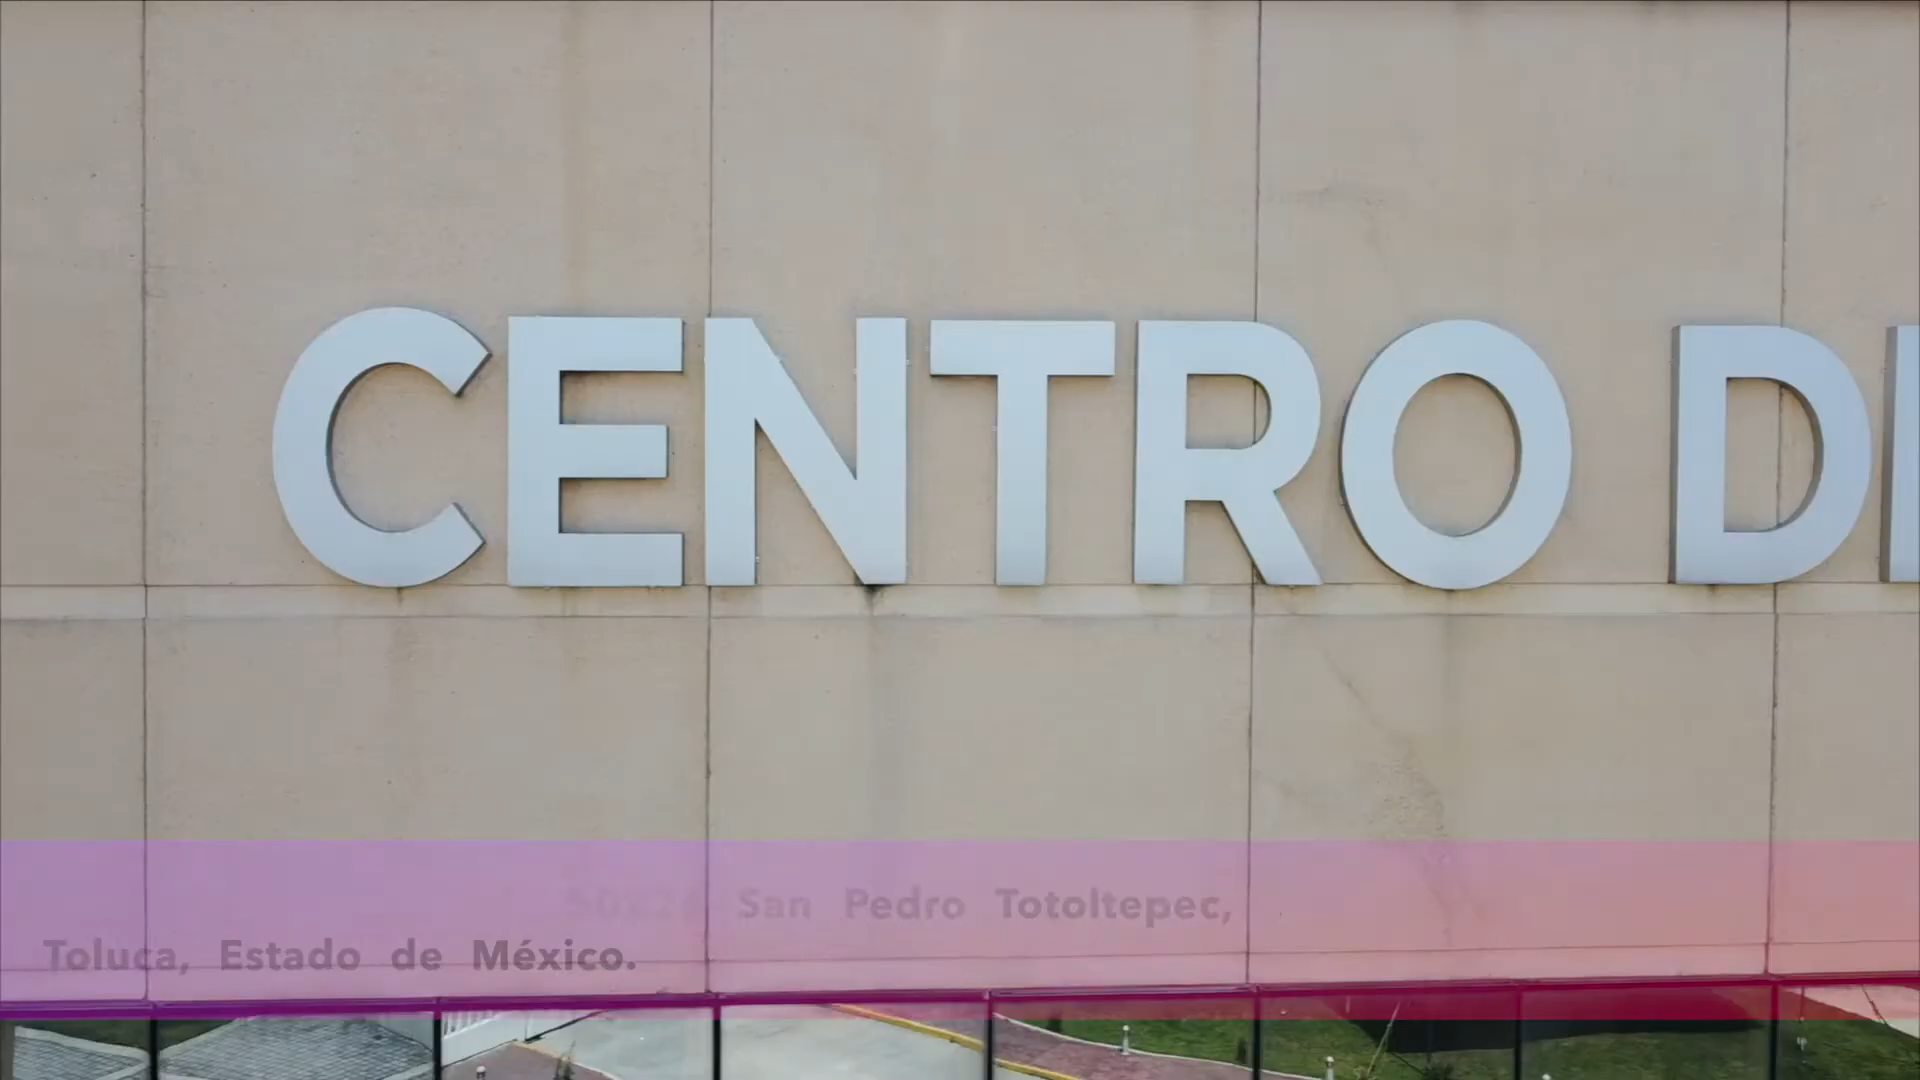 CENTRO D
San Pedro Totoltepec,
Toluca, Estado de México.